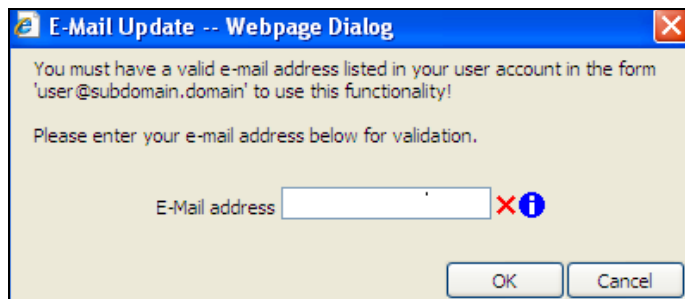 E-Mail Update -- Webpage Dialog
You must have a valid e-mail address listed in your user account in the form
'user@subdomain.domain' to use this functionality!
Please enter your e-mail address below for validation.
E-Mail address
OK Cancel